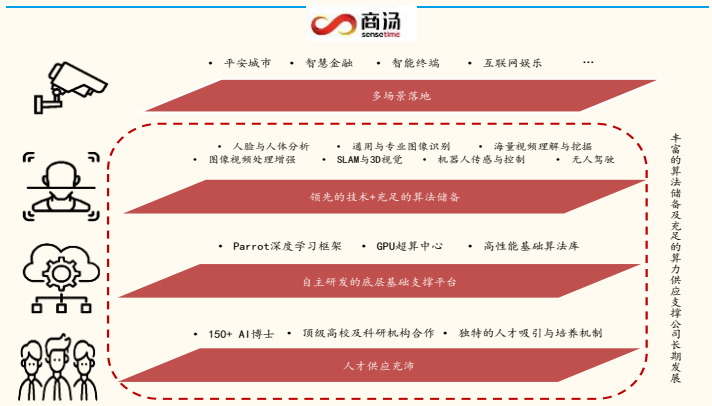 商汤
sensetime
• 平安城市 • 智慧金融 • 智能终端 • 互联网娱乐 …
多场景落地
• 人脸与人体分析 • 通用与专业图像识别 • 海量视频理解与挖掘
• 图像视频处理增强 • SLAM与3D视觉 • 机器人传感与控制 • 无人驾驶
领先的技术+充足的算法储备
• Parrot深度学习框架 • GPU超算中心 • 高性能基础算法库
自主研发的底层基础支撑平台
• 150+ AI博士 • 顶级高校及科研机构合作 • 独特的人才吸引与培养机制
人才供应充沛
丰富的算法储备及充足的算力供应支撑公司长期发展